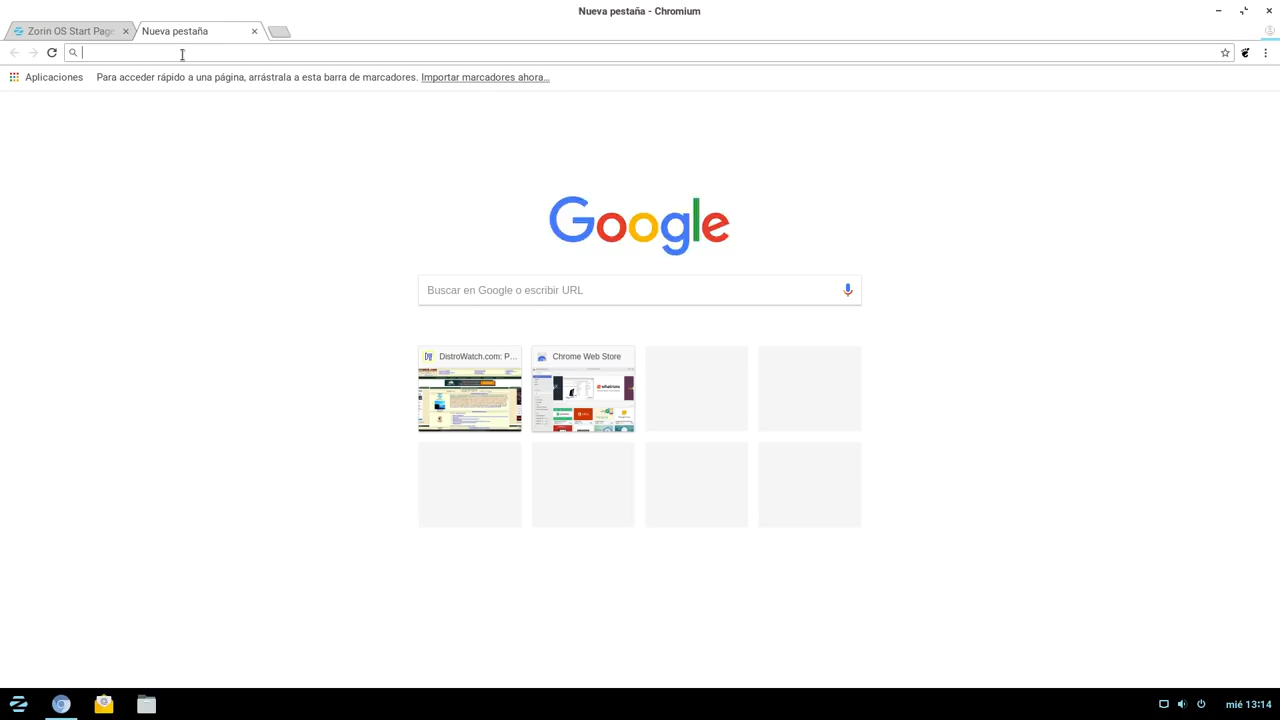 Nueva pestaña - Chromium
Zorin OS Start Page
Nueva pestaña
Aplicaciones
Para acceder rápido a una página, arrástrala a esta barra de marcadores. Importar marcadores ahora...
Google
Buscar en Google o escribir URL
DistroWatch.com: P...
Chrome Web Store
mié 13:14